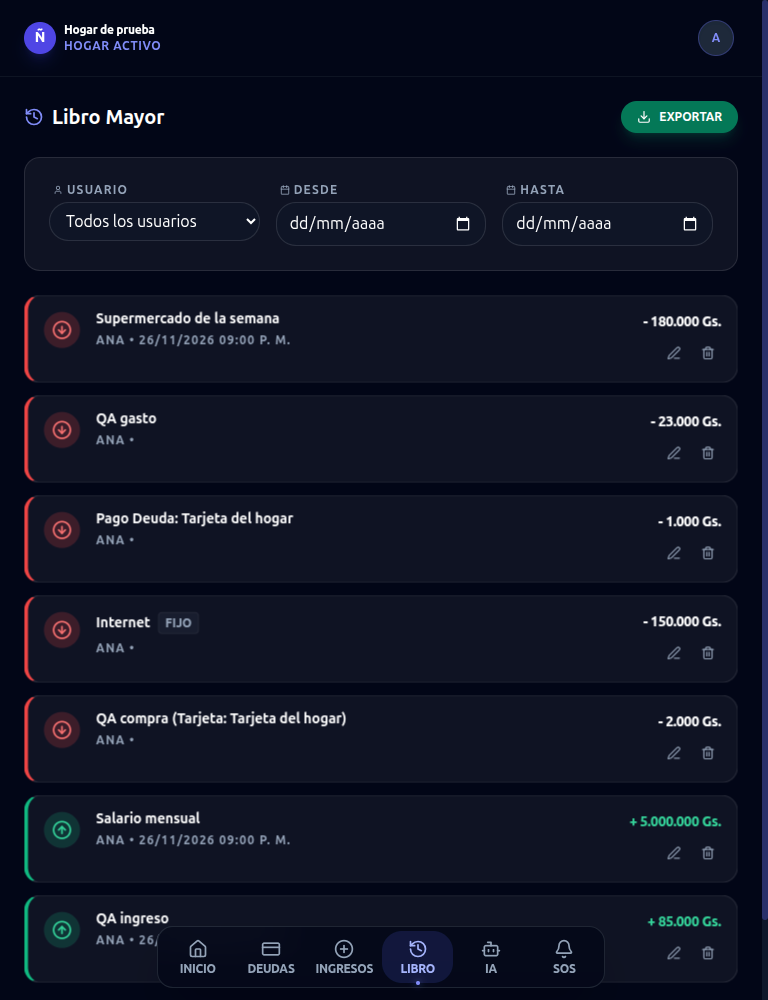 Ñ
Hogar de prueba
HOGAR ACTIVO
A
Libro Mayor
EXPORTAR
USUARIO
DESDE
HASTA
Todos los usuarios
dd/mm/aaaa
dd/mm/aaaa
Supermercado de la semana
- 180.000 Gs.
ANA • 26/11/2026 09:00 P. M.
QA gasto
- 23.000 Gs.
ANA •
Pago Deuda: Tarjeta del hogar
- 1.000 Gs.
ANA •
Internet FIJO
- 150.000 Gs.
ANA •
QA compra (Tarjeta: Tarjeta del hogar)
- 2.000 Gs.
ANA •
Salario mensual
+ 5.000.000 Gs.
ANA • 26/11/2026 09:00 P. M.
QA ingreso
+ 85.000 Gs.
ANA • 26/
INICIO
DEUDAS
INGRESOS
LIBRO
IA
SOS